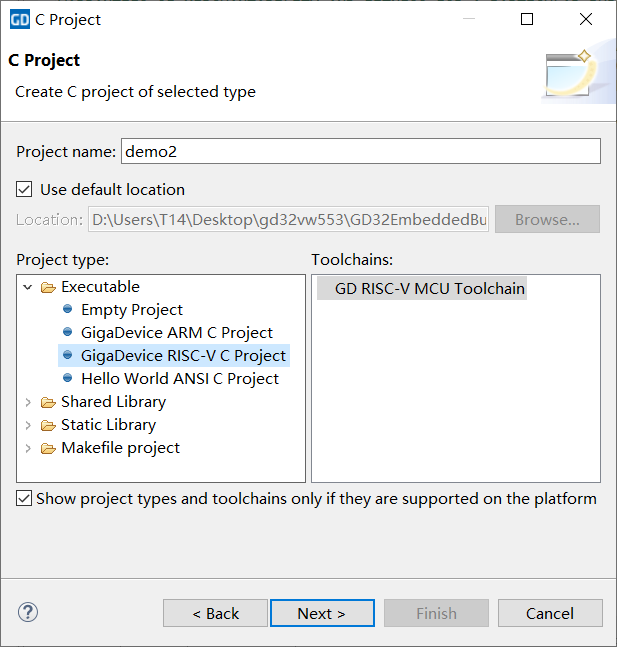 GD C Project
C Project
Create C project of selected type
Project name: demo2
Use default location
Location: D:\Users\T14\Desktop\gd32vw553\GD32EmbeddedBu Browse...
Project type: Toolchains:
Executable GD RISC-V MCU Toolchain
Empty Project
GigaDevice ARM C Project
GigaDevice RISC-V C Project
Hello World ANSI C Project
Shared Library
Static Library
Makefile project
Show project types and toolchains only if they are supported on the platform
? < Back Next > Finish Cancel